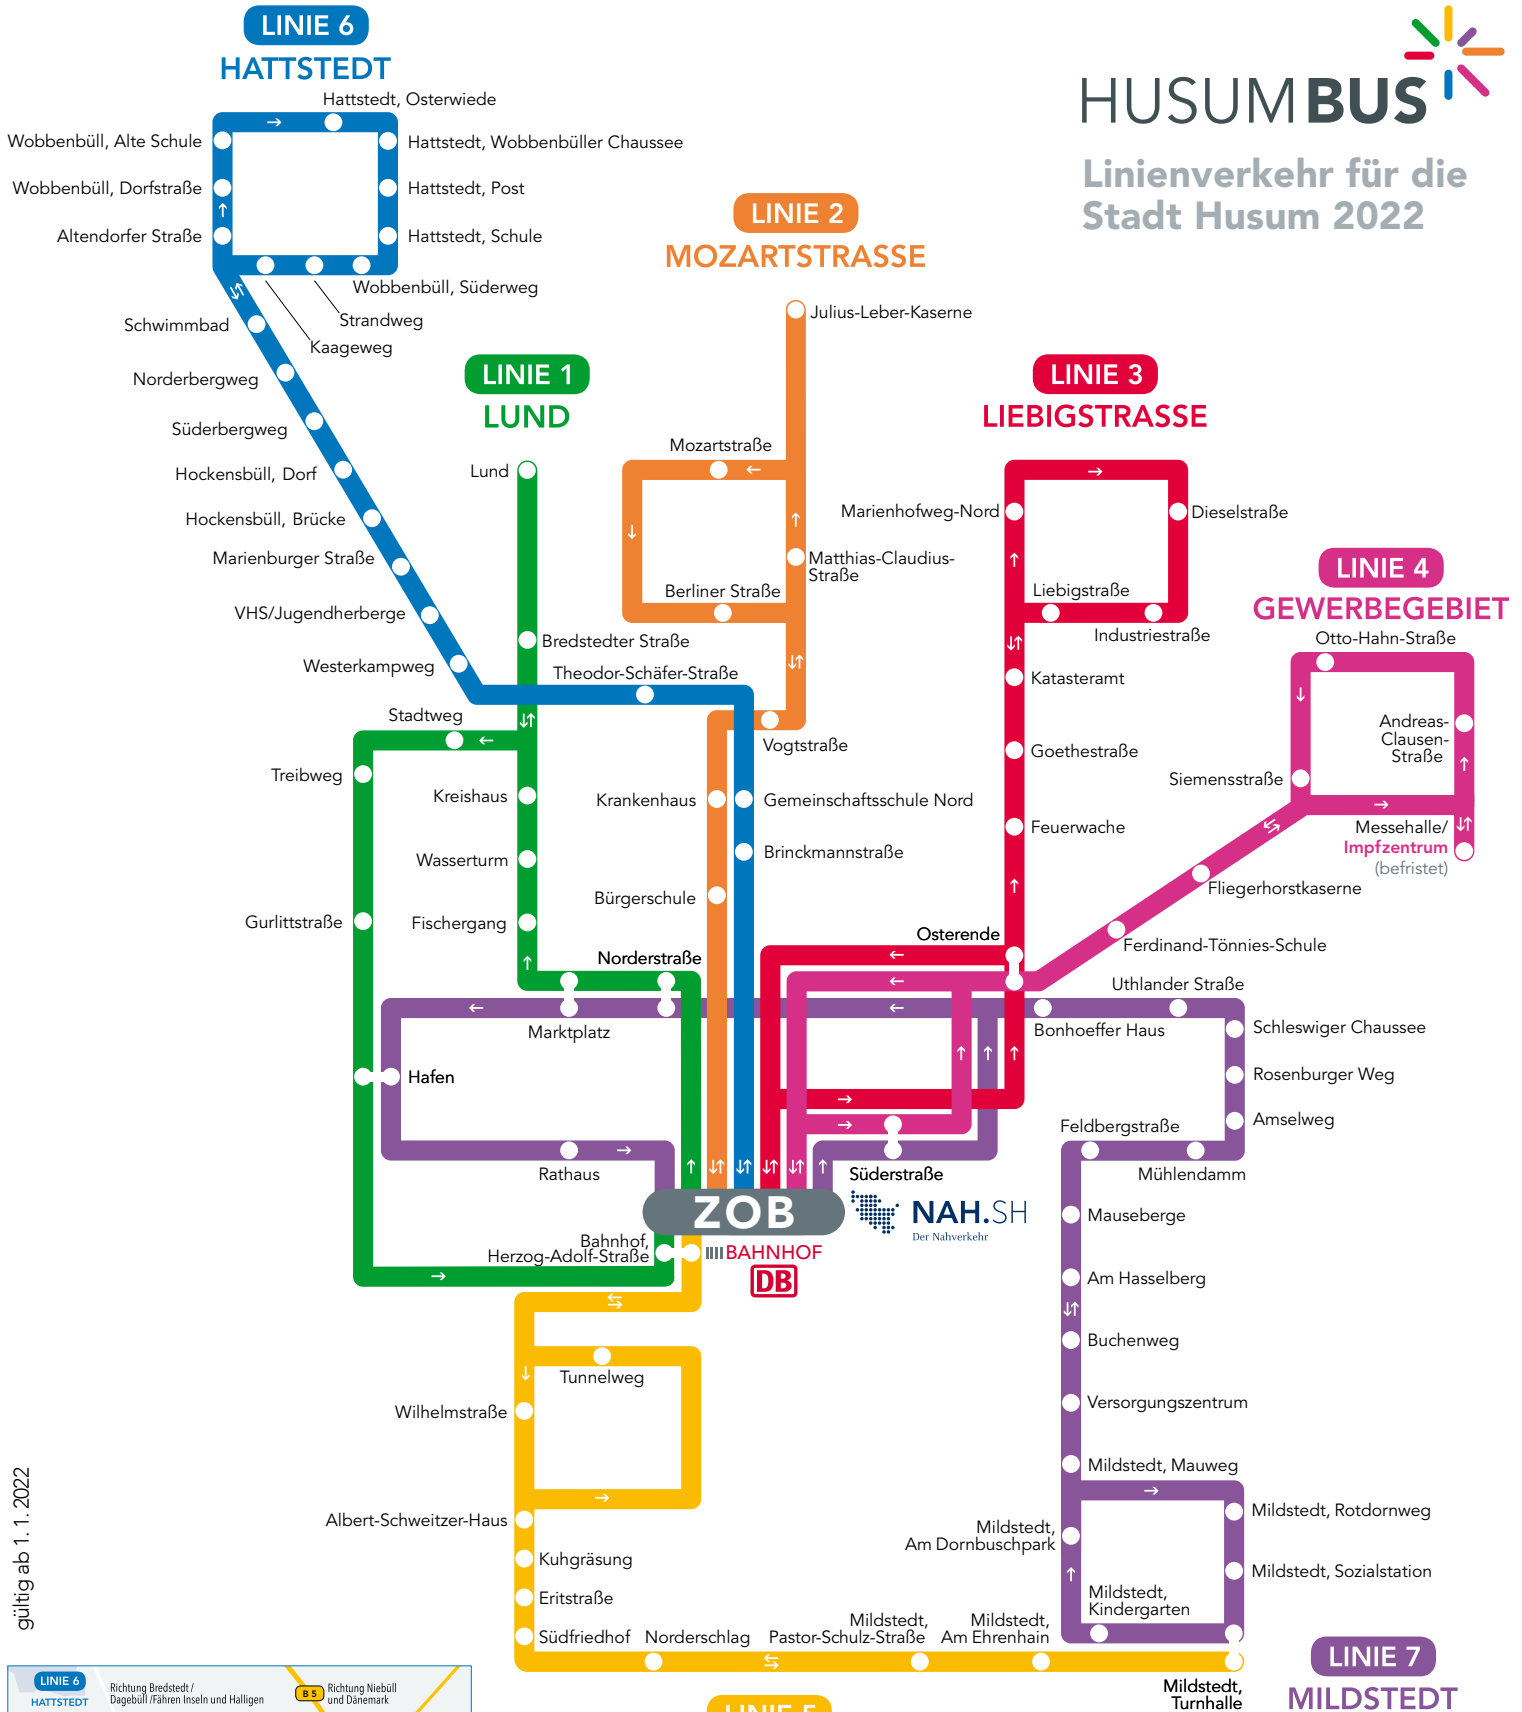 LINIE 6
HATTSTEDT
Hattstedt, Osterwiede
Wobbenbüll, Alte Schule
Hattstedt, Wobbenbüller Chaussee
Wobbenbüll, Dorfstraße
Hattstedt, Post
Altendorfer Straße
Hattstedt, Schule
Wobbenbüll, Süderweg
Strandweg
Kaageweg
Schwimmbad
Norderbergweg
Süderbergweg
Hockensbüll, Dorf
Hockensbüll, Brücke
Marienburger Straße
VHS/Jugendherberge
Westerkampweg
Theodor-Schäfer-Straße
Gemeinschaftsschule Nord
Brinckmannstraße
HUSUMBUS
Linienverkehr für die
Stadt Husum 2022
LINIE 2
MOZARTSTRASSE
Julius-Leber-Kaserne
Mozartstraße
Matthias-Claudius-
Straße
Berliner Straße
Vogtstraße
Krankenhaus
Bürgerschule
LINIE 1
LUND
Lund
Bredstedter Straße
Stadtweg
Treibweg
Kreishaus
Wasserturm
Gurlittstraße
Fischergang
Norderstraße
Marktplatz
Hafen
Rathaus
LINIE 3
LIEBIGSTRASSE
Marienhofweg-Nord
Dieselstraße
Liebigstraße
Industriestraße
Katasteramt
Goethestraße
Feuerwache
Osterende
LINIE 4
GEWERBEGEBIET
Otto-Hahn-Straße
Andreas-
Clausen-
Straße
Siemensstraße
Messehalle/
Impfzentrum
(befristet)
Fliegerhorstkaserne
Ferdinand-Tönnies-Schule
Uthlander Straße
Bonhoeffer Haus
Schleswiger Chaussee
Rosenburger Weg
Amselweg
Feldbergstraße
Mühlendamm
Süderstraße
ZOB
NAH.SH
Der Nahverkehr
Bahnhof,
Herzog-Adolf-Straße
BAHNHOF
DB
Mauseberge
Am Hasselberg
Buchenweg
Versorgungszentrum
Mildstedt, Mauweg
Mildstedt, Rotdornweg
Mildstedt,
Am Dornbuschpark
Mildstedt, Sozialstation
Mildstedt,
Kindergarten
Tunnelweg
Wilhelmstraße
Albert-Schweitzer-Haus
Kuhgräsung
Eritstraße
Südfriedhof
Norderschlag
Mildstedt,
Pastor-Schulz-Straße
Mildstedt,
Am Ehrenhain
Mildstedt,
Turnhalle
LINIE 7
MILDSTEDT
LINIE 5
gültig ab 1. 1. 2022
LINIE 6
HATTSTEDT
Richtung Bredstedt /
Dagebüll /Fähren Inseln und Halligen
B 5
Richtung Niebüll
und Dänemark